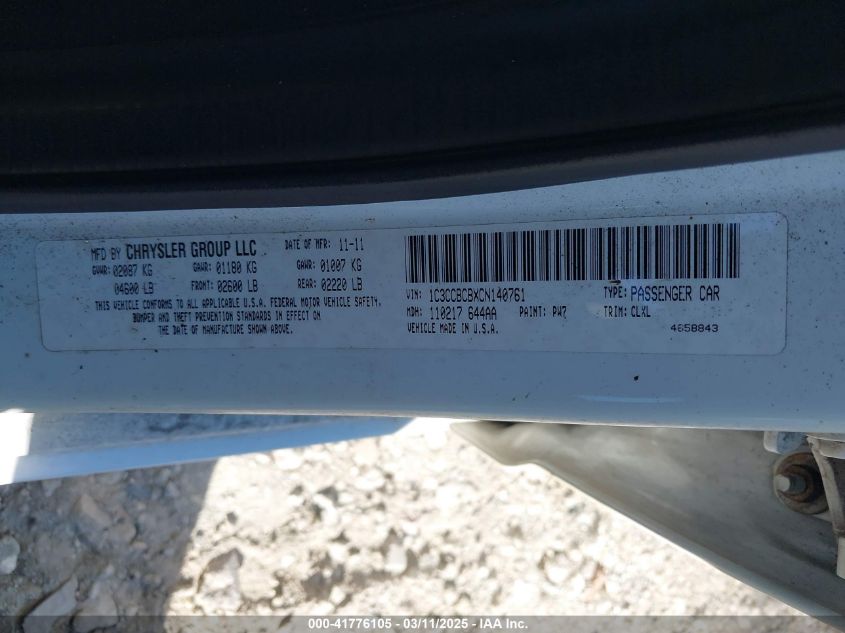 MFD BY CHRYSLER GROUP LLC DATE OF MFR: 11-11
GVWR: 02087 KG GAWR: 01180 KG GAWR: 01007 KG
04600 LB FRONT: 02600 LB REAR: 02220 LB
THIS VEHICLE CONFORMS TO ALL APPLICABLE U.S.A. FEDERAL MOTOR VEHICLE SAFETY,
BUMPER AND THEFT PREVENTION STANDARDS IN EFFECT ON
THE DATE OF MANUFACTURE SHOWN ABOVE.
VIN: 1C3CCBCBXCN140761 TYPE: PASSENGER CAR
MDH: 110217 644AA PAINT: PW7 TRIM: CLXL
VEHICLE MADE IN U.S.A. 4658843
000-41776105 - 03/11/2025 - IAAI.COM